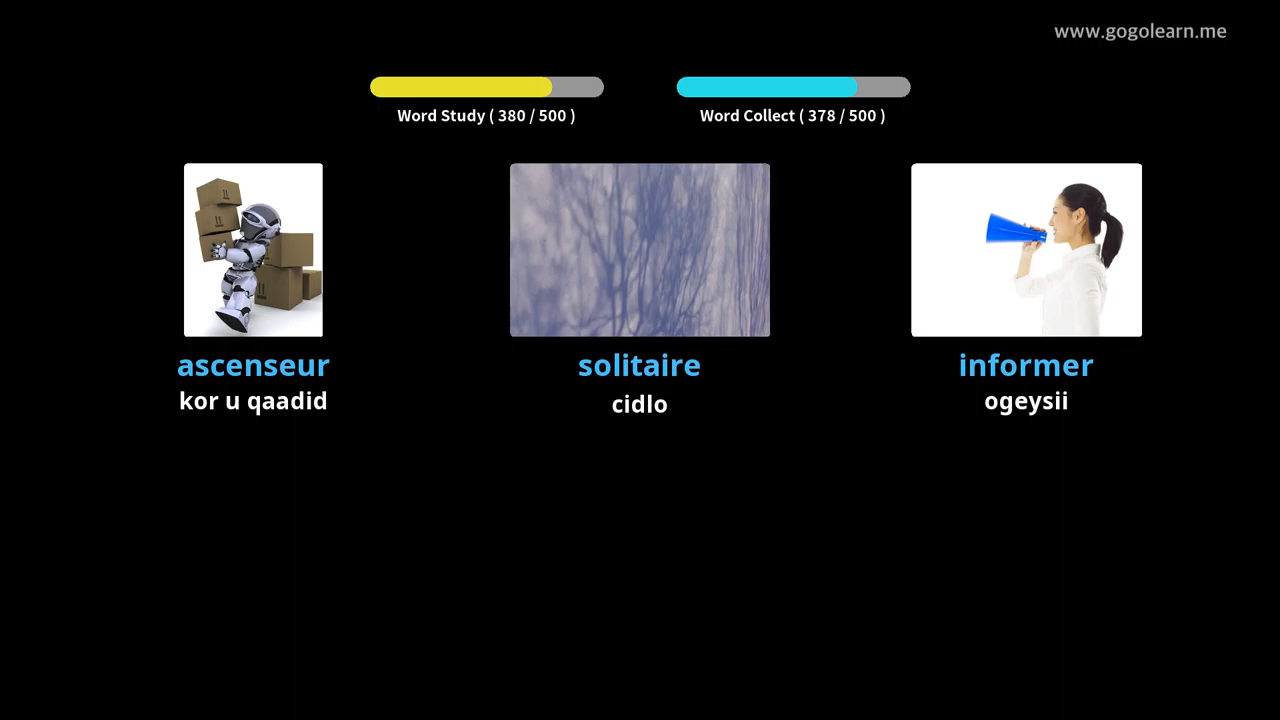 www.gogolearn.me
Word Study ( 380 / 500 )
Word Collect ( 378 / 500 )
ascenseur
kor u qaadid
solitaire
cidlo
informer
ogeysii